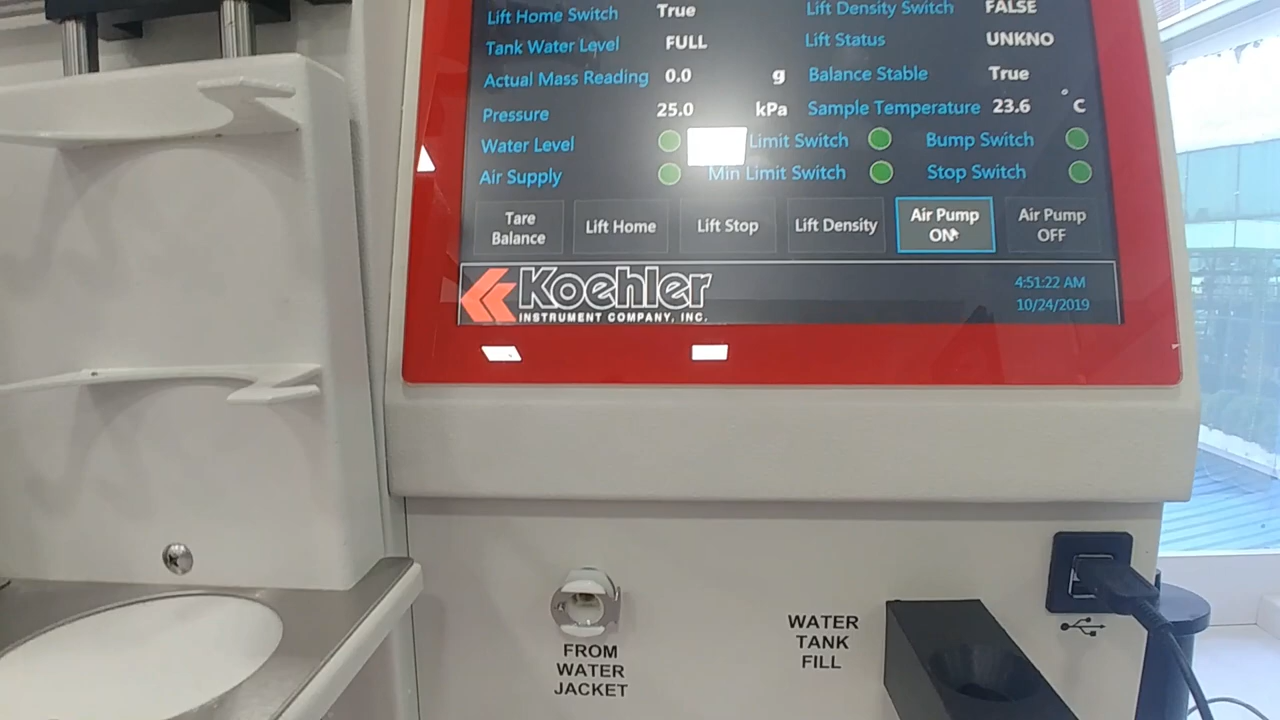 Lift Home Switch True Lift Density Switch FALSE
Tank Water Level FULL Lift Status UNKNO
Actual Mass Reading 0.0 g Balance Stable True
Pressure 25.0 kPa Sample Temperature 23.6 °C
Water Level Limit Switch Bump Switch
Air Supply Min Limit Switch Stop Switch
Tare Balance
Lift Home
Lift Stop
Lift Density
Air Pump ON
Air Pump OFF
Koehler
INSTRUMENT COMPANY, INC.
4:51:22 AM
10/24/2019
FROM
WATER
JACKET
WATER
TANK
FILL